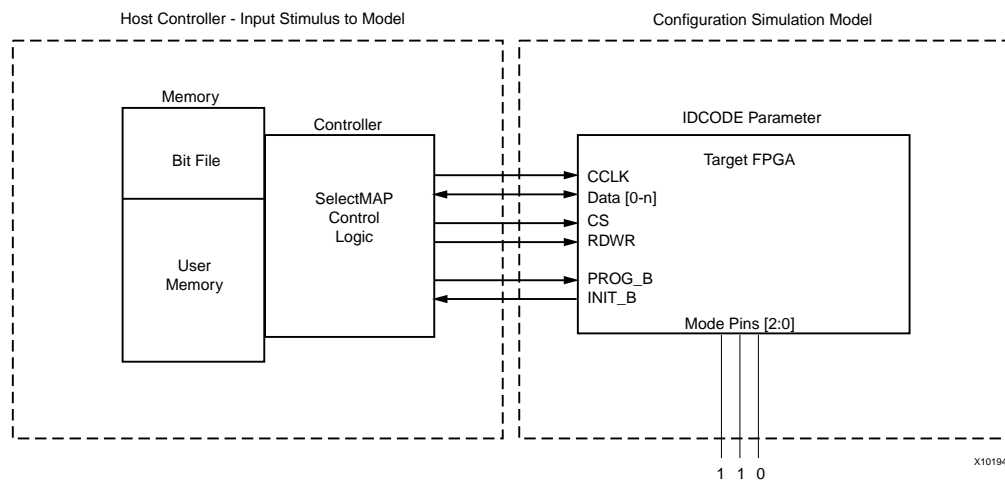 Host Controller - Input Stimulus to Model
Configuration Simulation Model
Memory
Bit File
User
Memory
Controller
SelectMAP
Control
Logic
IDCODE Parameter
Target FPGA
CCLK
Data [0-n]
CS
RDWR
PROG_B
INIT_B
Mode Pins [2:0]
1 1 0
X10194